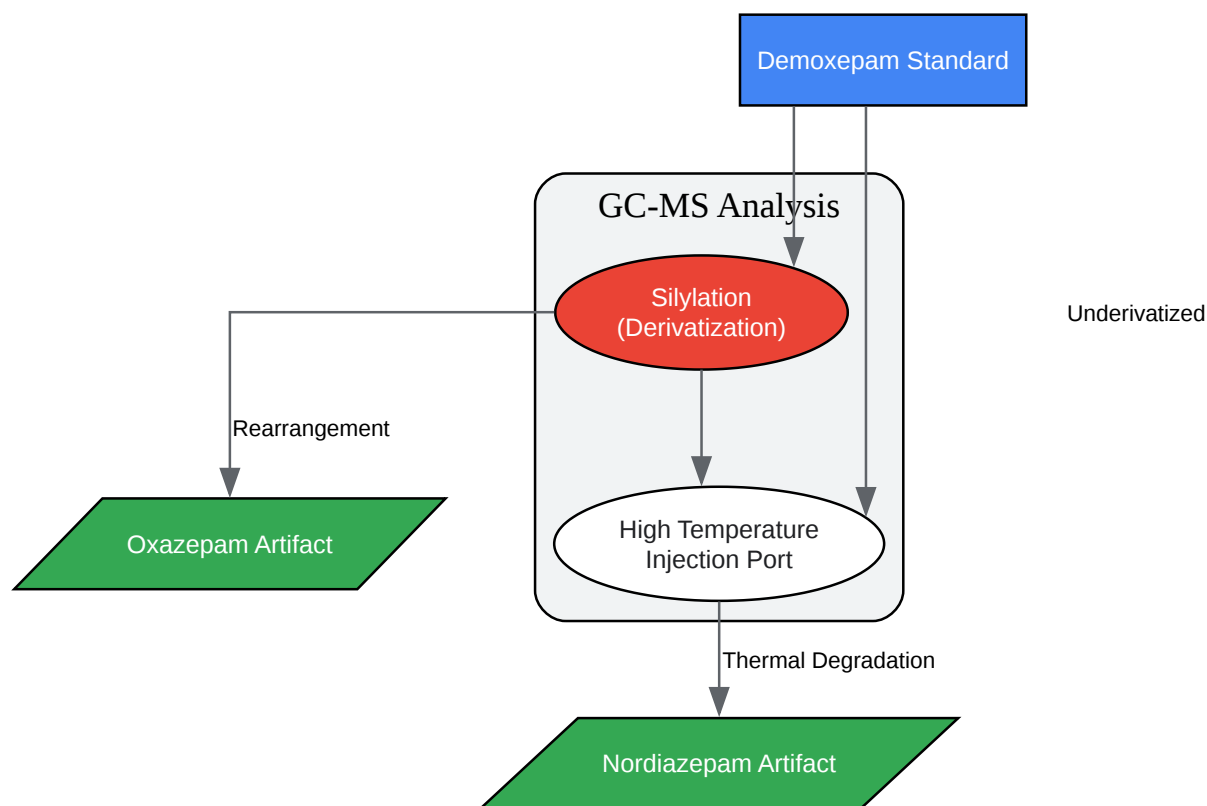 Demoxepam Standard
GC-MS Analysis
Silylation
(Derivatization)
Underivatized
Rearrangement
High Temperature
Injection Port
Oxazepam Artifact
Thermal Degradation
Nordiazepam Artifact